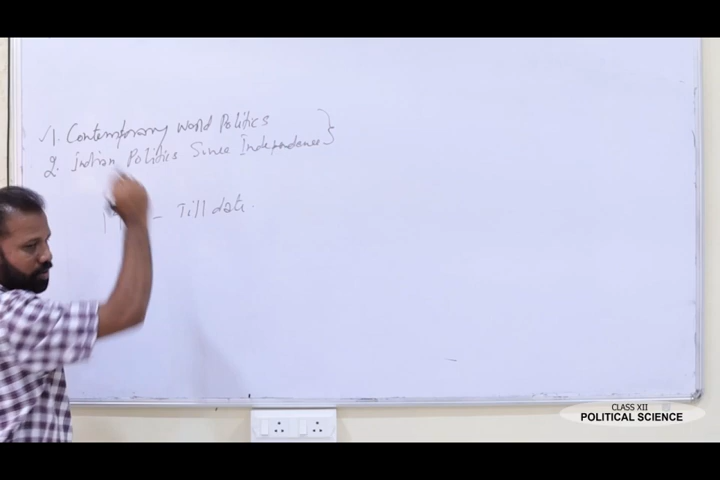 1. Contemporary World Politics
2. Indian Politics Since Independence
– Till date.
CLASS XII
POLITICAL SCIENCE